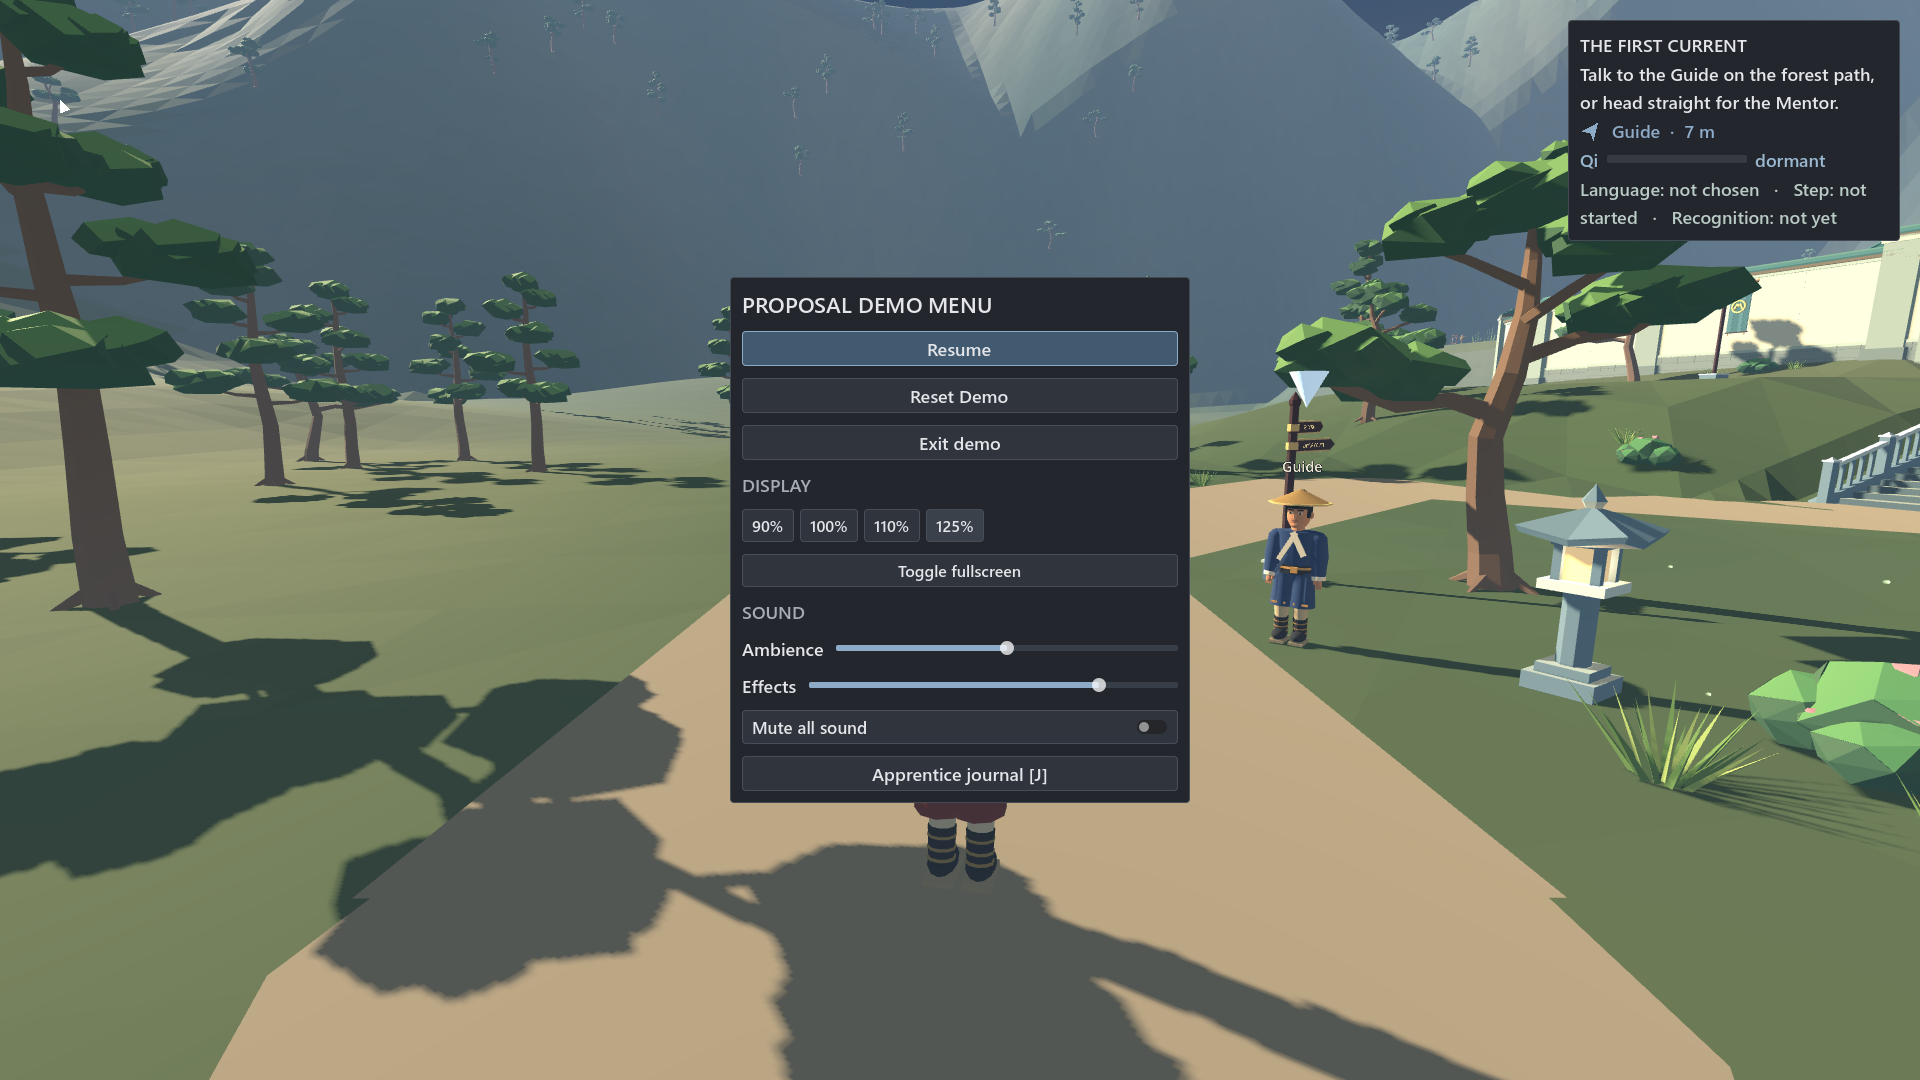 THE FIRST CURRENT
Talk to the Guide on the forest path,
or head straight for the Mentor.
Guide · 7 m
Qi dormant
Language: not chosen · Step: not
started · Recognition: not yet
PROPOSAL DEMO MENU
Resume
Reset Demo
Exit demo
DISPLAY
90% 100% 110% 125%
Toggle fullscreen
SOUND
Ambience
Effects
Mute all sound
Apprentice journal [J]
Guide